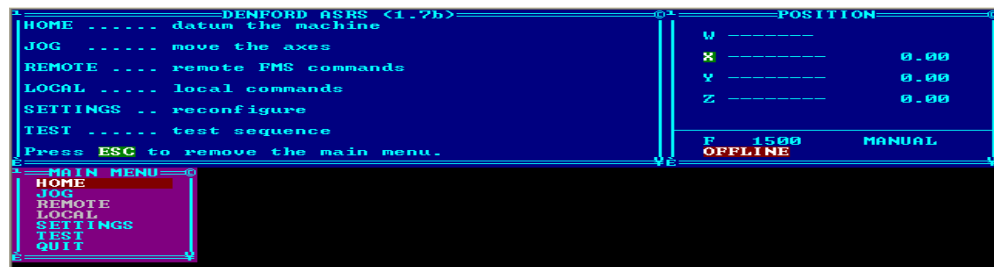 DENFORD ASRS <1.7b>
HOME ...... datum the machine
JOG ...... move the axes
REMOTE .... remote FMS commands
LOCAL ..... local commands
SETTINGS .. reconfigure
TEST ...... test sequence
Press ESC to remove the main menu.
POSITION
W -------
X -------- 0.00
Y -------- 0.00
Z -------- 0.00
F 1500 MANUAL
OFFLINE
MAIN MENU
HOME
JOG
REMOTE
LOCAL
SETTINGS
TEST
QUIT